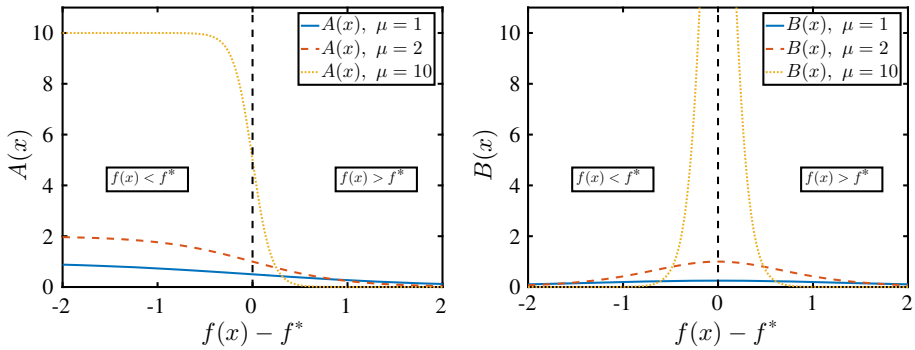 10
8
6
4
2
0
A(x)
A(x), μ = 1
A(x), μ = 2
A(x), μ = 10
f(x) < f*
f(x) > f*
-2 -1 0 1 2
f(x) − f*
10
8
6
4
2
0
B(x)
B(x), μ = 1
B(x), μ = 2
B(x), μ = 10
f(x) < f*
f(x) > f*
-2 -1 0 1 2
f(x) − f*